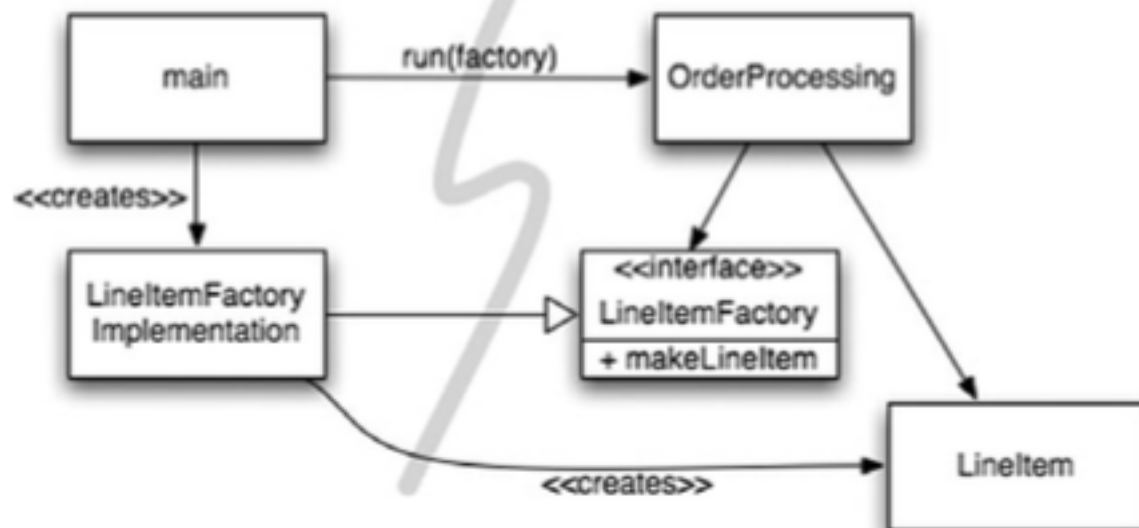 main
run(factory)
OrderProcessing
<<creates>>
LineItemFactory
Implementation
<<interface>>
LineItemFactory
+ makeLineItem
<<creates>>
LineItem